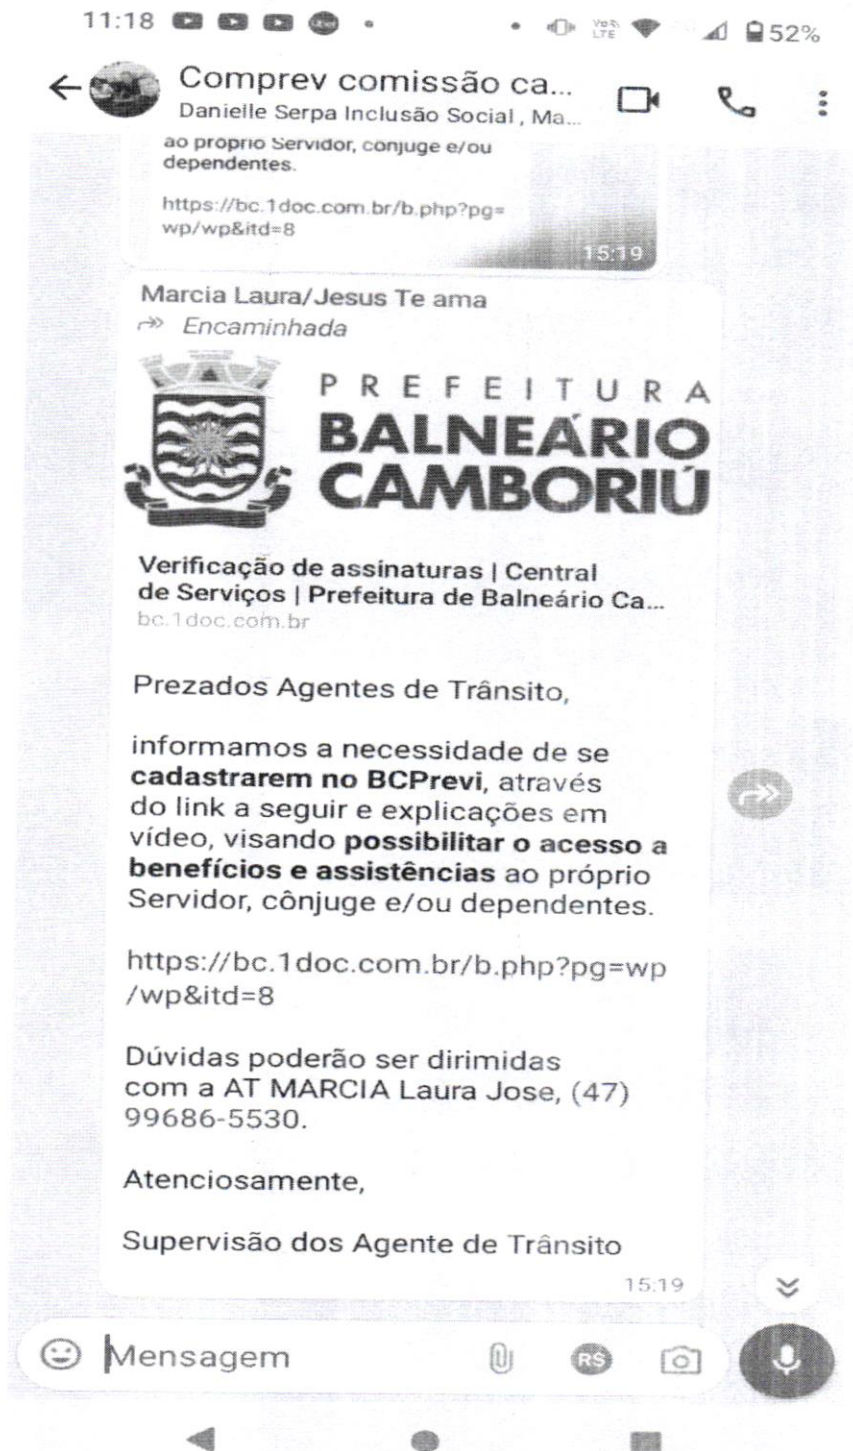 11:18
Vo))
LTE
52%
Comprev comissão ca...
Danielle Serpa Inclusão Social, Ma...
ao próprio Servidor, conjuge e/ou
dependentes.
https://bc.1doc.com.br/b.php?pg=
wp/wp&itd=8
15:19
Marcia Laura/Jesus Te ama
Encaminhada
PREFEITURA
BALNEÁRIO
CAMBORIÚ
Verificação de assinaturas | Central
de Serviços | Prefeitura de Balneário Ca...
bc.1doc.com.br
Prezados Agentes de Trânsito,
informamos a necessidade de se
cadastrarem no BCPrevi, através
do link a seguir e explicações em
vídeo, visando possibilitar o acesso a
benefícios e assistências ao próprio
Servidor, cônjuge e/ou dependentes.
https://bc.1doc.com.br/b.php?pg=wp
/wp&itd=8
Dúvidas poderão ser dirimidas
com a AT MARCIA Laura Jose, (47)
99686-5530.
Atenciosamente,
Supervisão dos Agente de Trânsito
15:19
Mensagem
R$